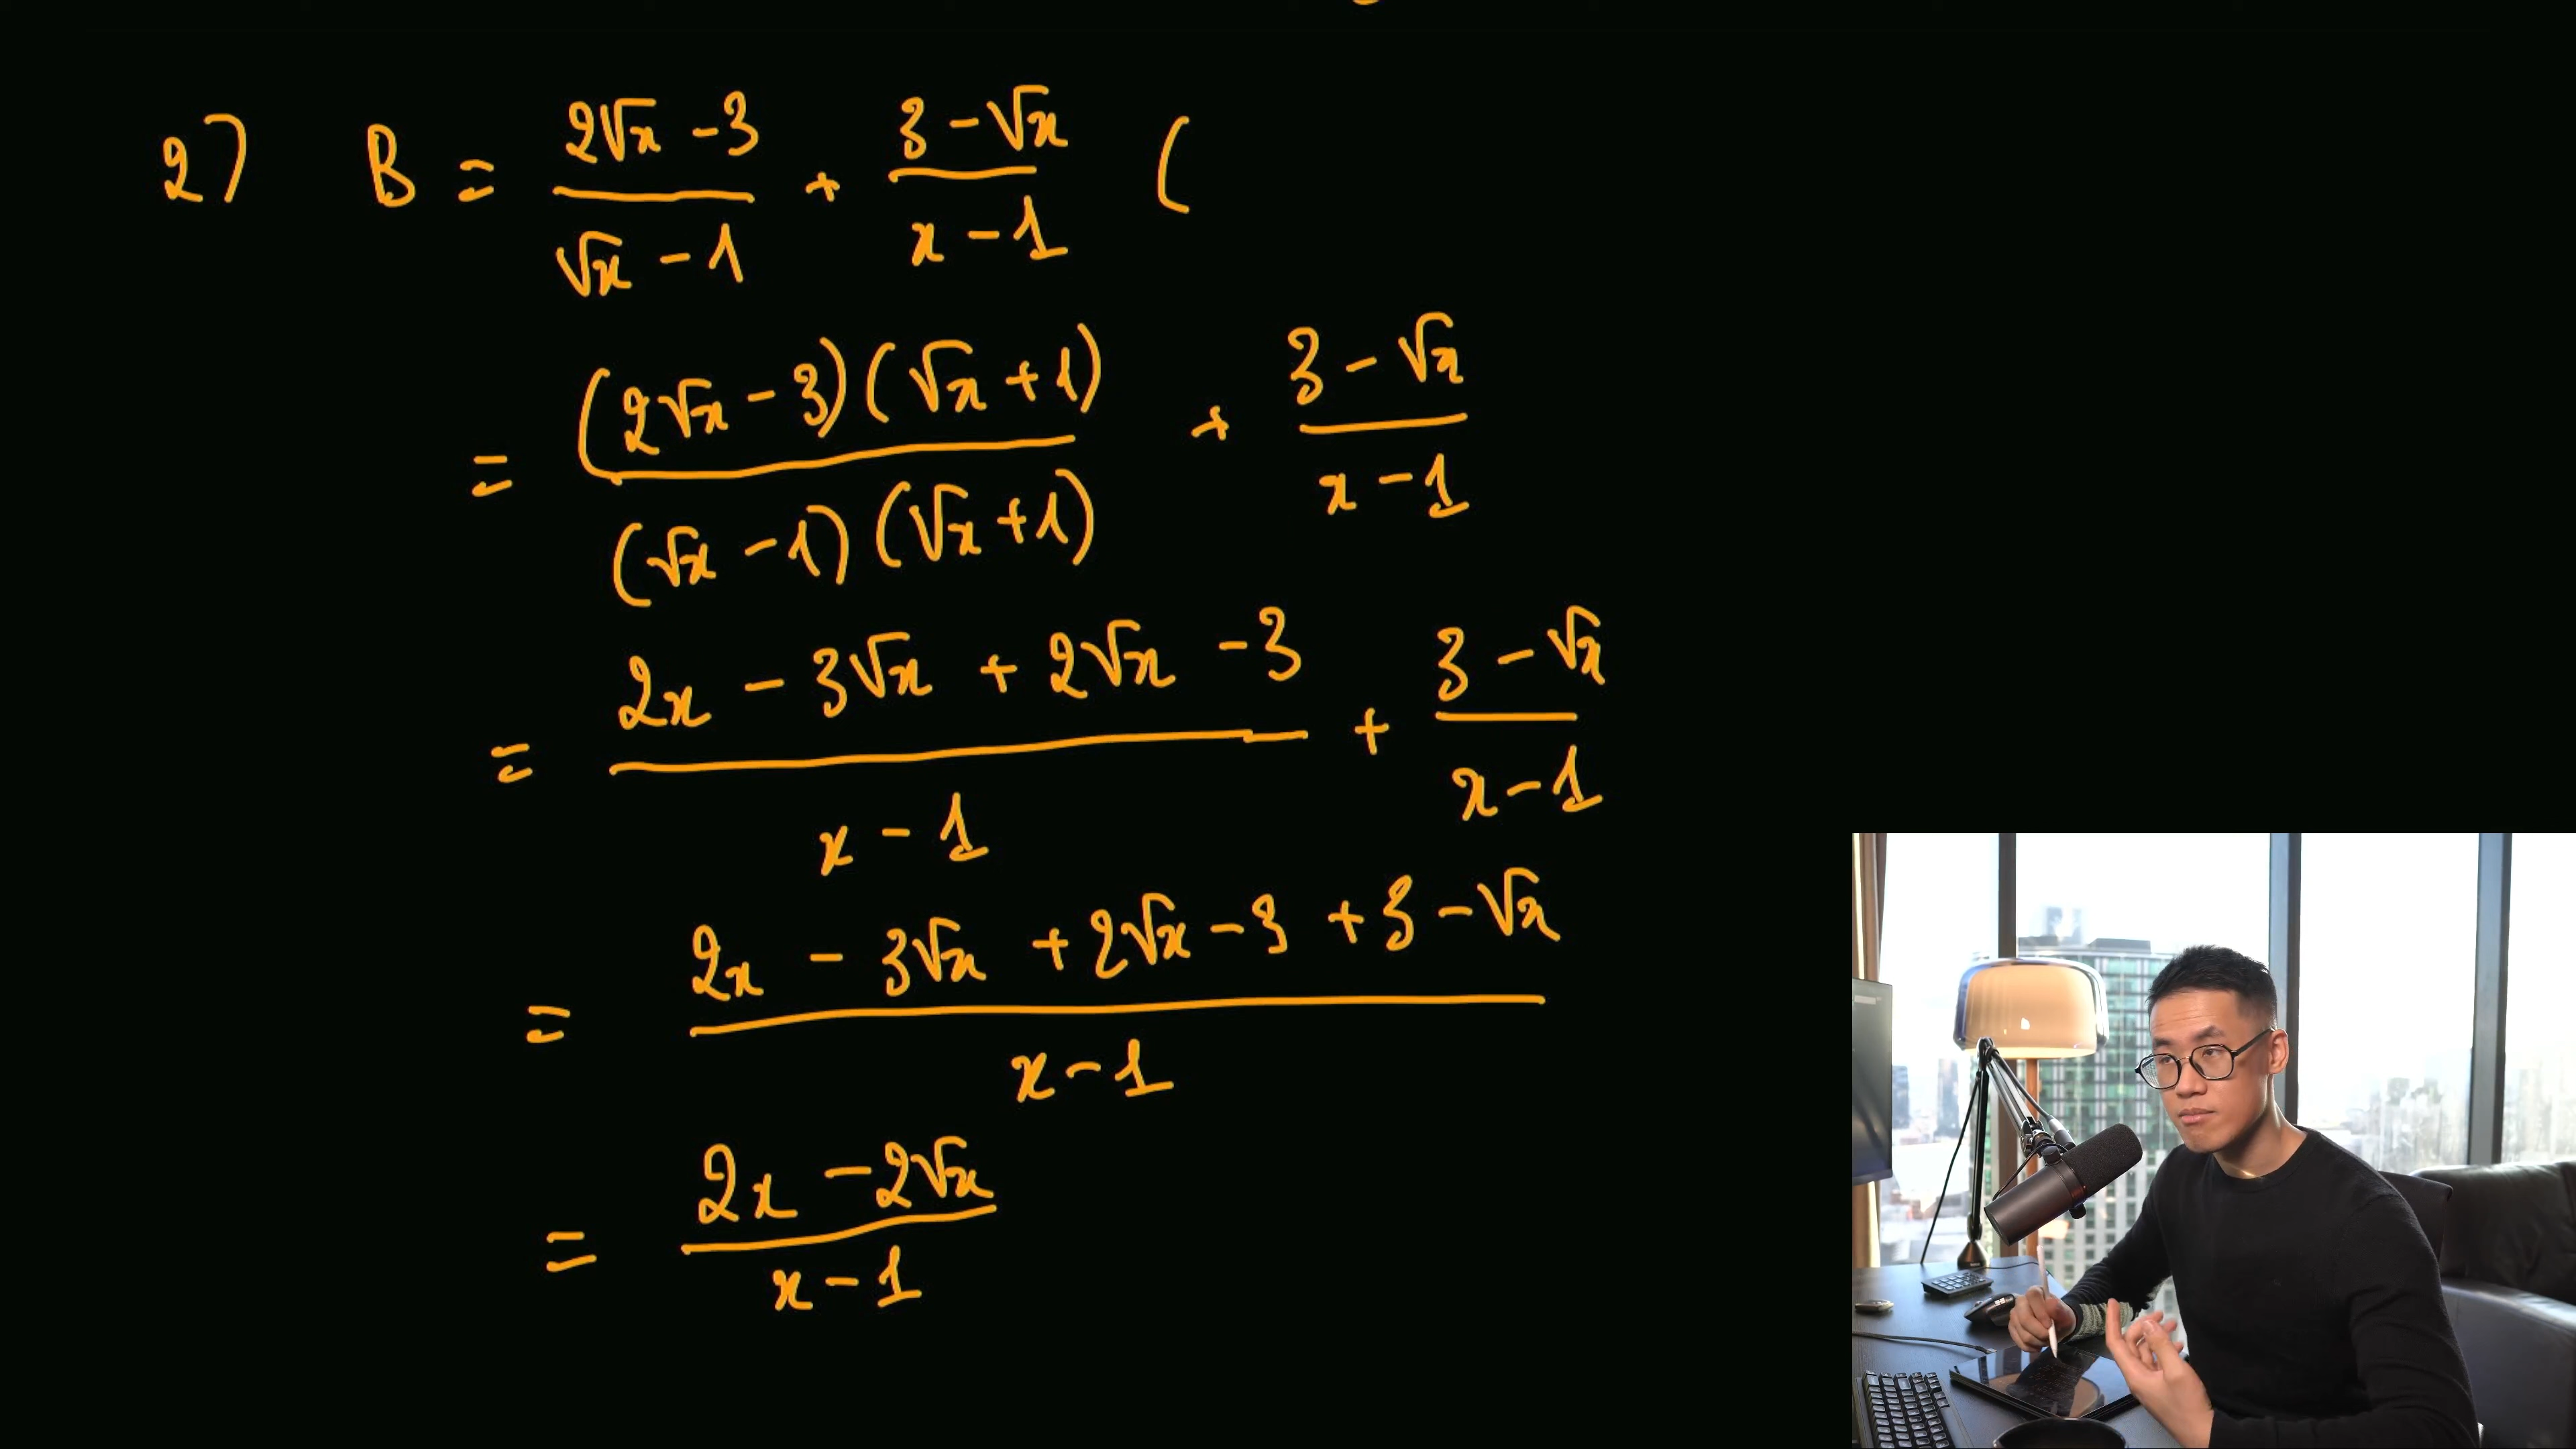 2) B = (2√x - 3)/(√x - 1) + (3 - √x)/(x - 1) (
= ((2√x - 3)(√x + 1))/((√x - 1)(√x + 1)) + (3 - √x)/(x - 1)
= (2x - 3√x + 2√x - 3)/(x - 1) + (3 - √x)/(x - 1)
= (2x - 3√x + 2√x - 3 + 3 - √x)/(x - 1)
= (2x - 2√x)/(x - 1)